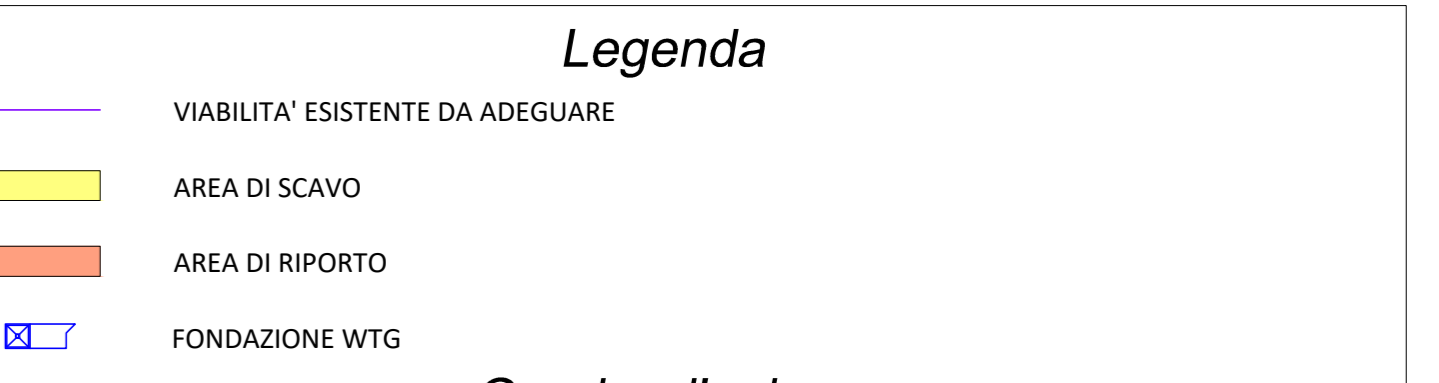 Legenda
VIABILITA' ESISTENTE DA ADEGUARE
AREA DI SCAVO
AREA DI RIPORTO
FONDAZIONE WTG